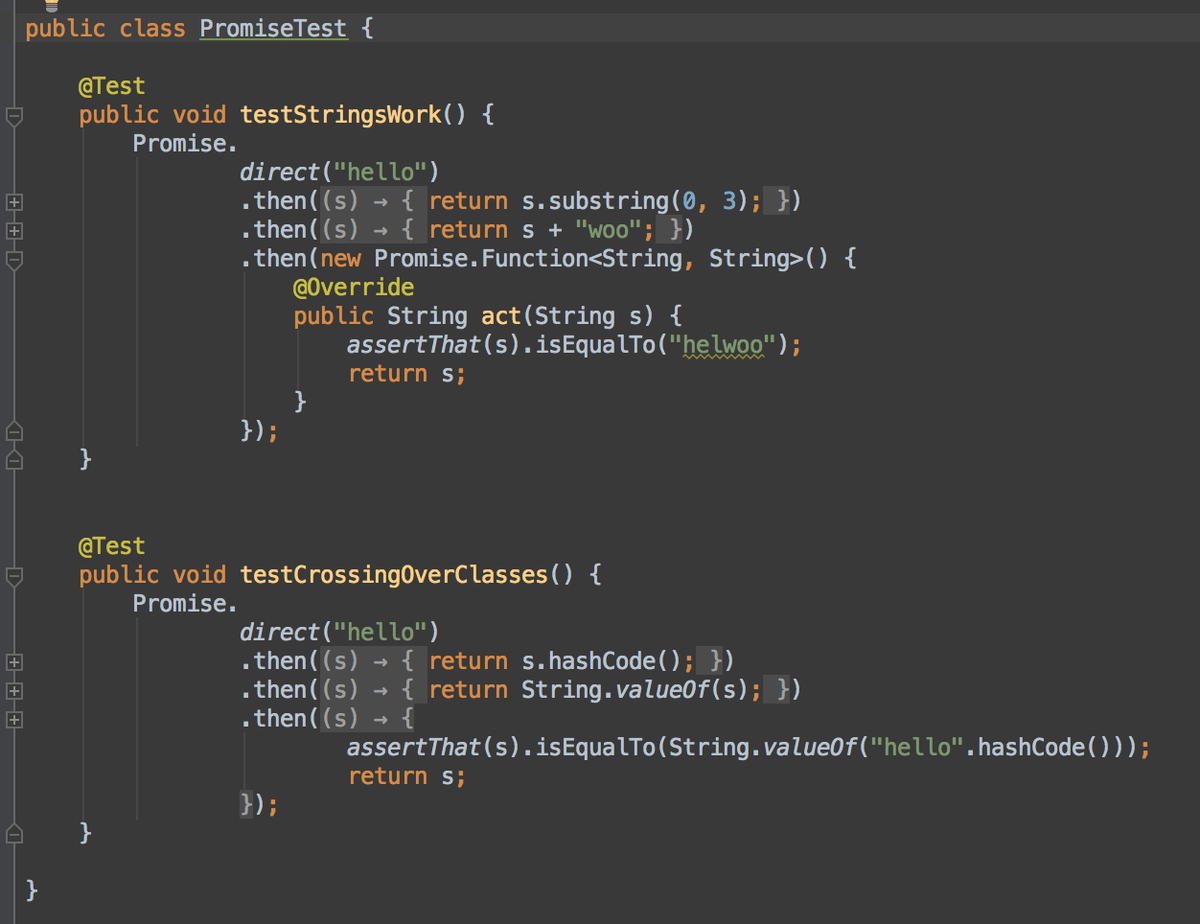 public class PromiseTest {
@Test
public void testStringsWork() {
Promise.
direct("hello")
.then((s) → { return s.substring(0, 3); })
.then((s) → { return s + "woo"; })
.then(new Promise.Function<String, String>() {
@Override
public String act(String s) {
assertThat(s).isEqualTo("helwoo");
return s;
}
});
}
@Test
public void testCrossingOverClasses() {
Promise.
direct("hello")
.then((s) → { return s.hashCode(); })
.then((s) → { return String.valueOf(s); })
.then((s) → {
assertThat(s).isEqualTo(String.valueOf("hello".hashCode()));
return s;
});
}
}